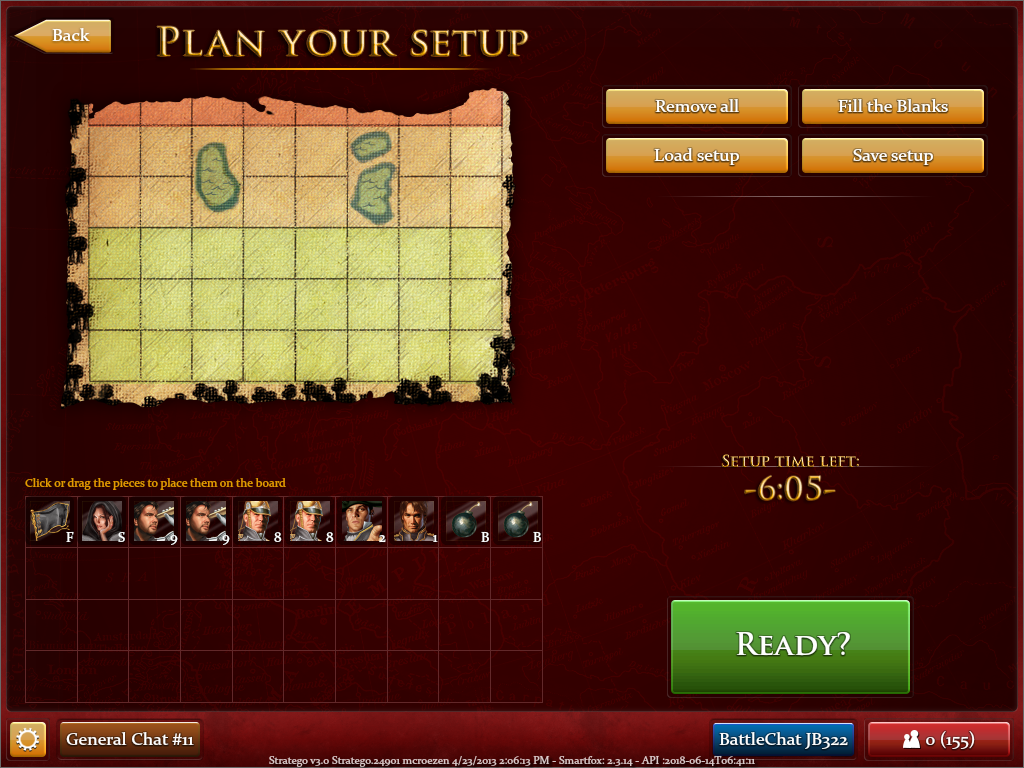 Back
Plan your setup
Remove all
Fill the Blanks
Load setup
Save setup
Setup time left:
-6:05-
Click or drag the pieces to place them on the board
F S 9 9 8 8 2 1 B B
Ready?
General Chat #11
BattleChat JB322
0 (155)
Stratego v3.0 Stratego.24901 mcroezen 4/23/2013 2:06:13 PM - Smartfox: 2.3.14 - API :2018-06-14T06:41:11